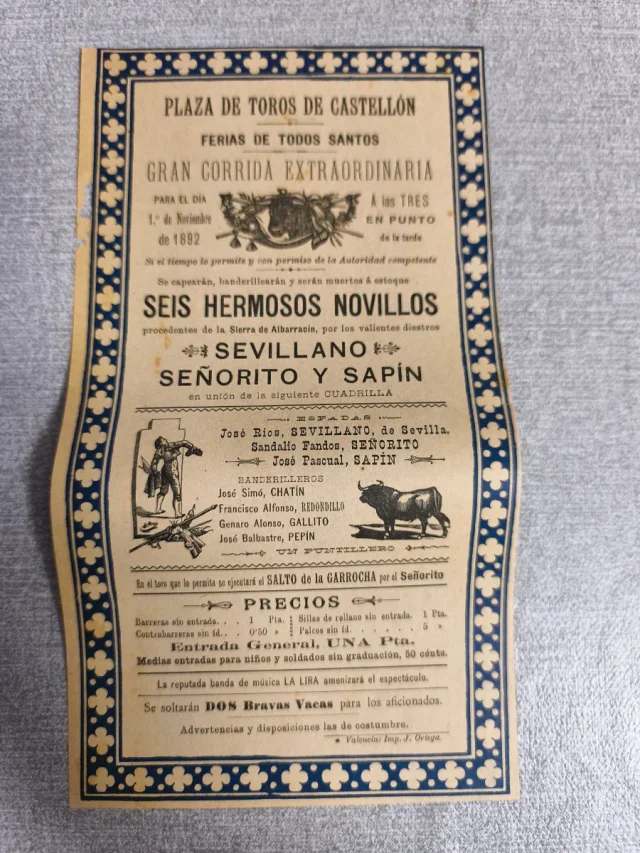 PLAZA DE TOROS DE CASTELLÓN
FERIAS DE TODOS SANTOS
GRAN CORRIDA EXTRAORDINARIA
PARA EL DÍA
1.º de Noviembre
de 1892
Á las TRES
EN PUNTO
de la tarde
Si el tiempo lo permite y con permiso de la Autoridad competente
Se capearán, banderillearán y serán muertos á estoque
SEIS HERMOSOS NOVILLOS
procedentes de la Sierra de Albarracín, por los valientes diestros
SEVILLANO
SEÑORITO Y SAPÍN
en unión de la siguiente CUADRILLA
ESPADAS
José Ríos, SEVILLANO, de Sevilla.
Sandalio Fandos, SEÑORITO
José Pascual, SAPÍN
BANDERILLEROS
José Simó, CHATÍN
Francisco Alfonso, REDONDILLO
Genaro Alonso, GALLITO
José Balbastre, PEPÍN
UN PUNTILLERO
En el toro que lo permita se ejecutará el SALTO de la GARROCHA por el Señorito
PRECIOS
Barreras sin entrada. . . 1 Pta.
Contrabarreras sin íd. . . 0'50 »
Sillas de rellano sin entrada. 1 Pta.
Palcos sin íd. . . . . . 5 »
Entrada General, UNA Pta.
Medias entradas para niños y soldados sin graduación, 50 cénts.
La reputada banda de música LA LIRA amenizará el espectáculo.
Se soltarán DOS Bravas Vacas para los aficionados.
Advertencias y disposiciones las de costumbre.
Valencia: Imp. J. Ortega.